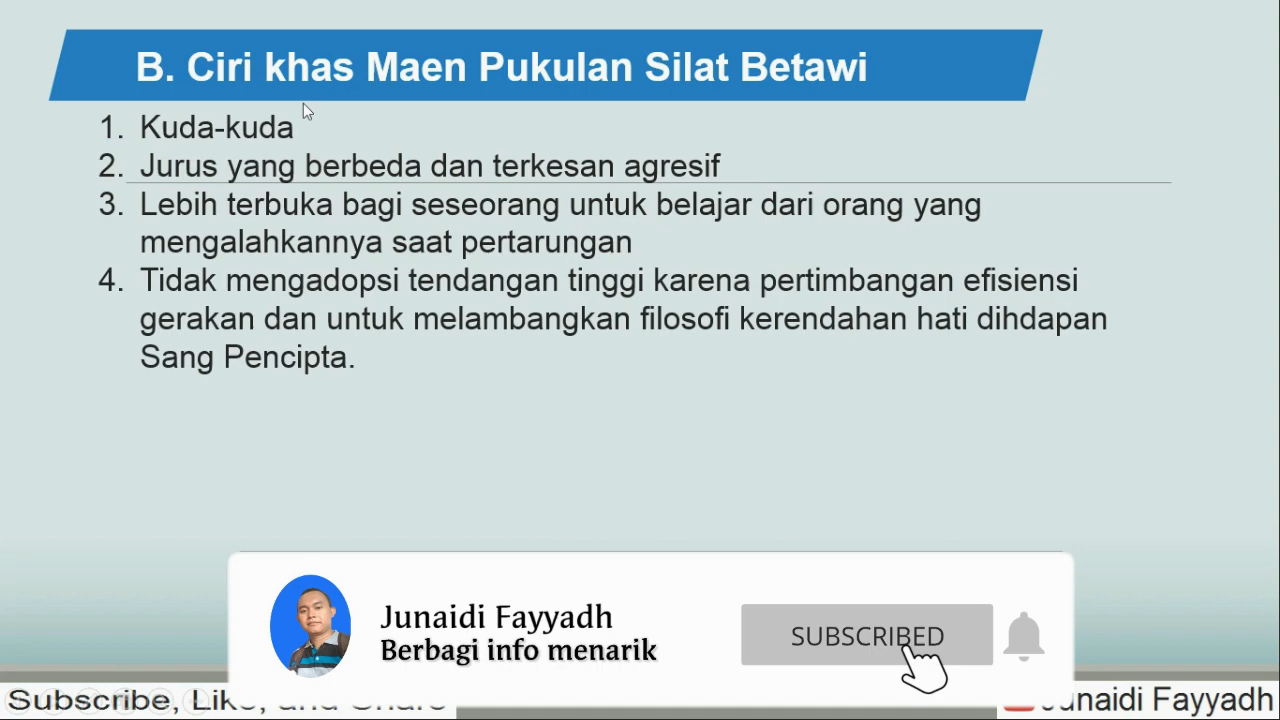 B. Ciri khas Maen Pukulan Silat Betawi
1. Kuda-kuda
2. Jurus yang berbeda dan terkesan agresif
3. Lebih terbuka bagi seseorang untuk belajar dari orang yang
mengalahkannya saat pertarungan
4. Tidak mengadopsi tendangan tinggi karena pertimbangan efisiensi
gerakan dan untuk melambangkan filosofi kerendahan hati dihdapan
Sang Pencipta.
Junaidi Fayyadh
Berbagi info menarik
SUBSCRIBED
Subscribe, Like, and Share
Junaidi Fayyadh